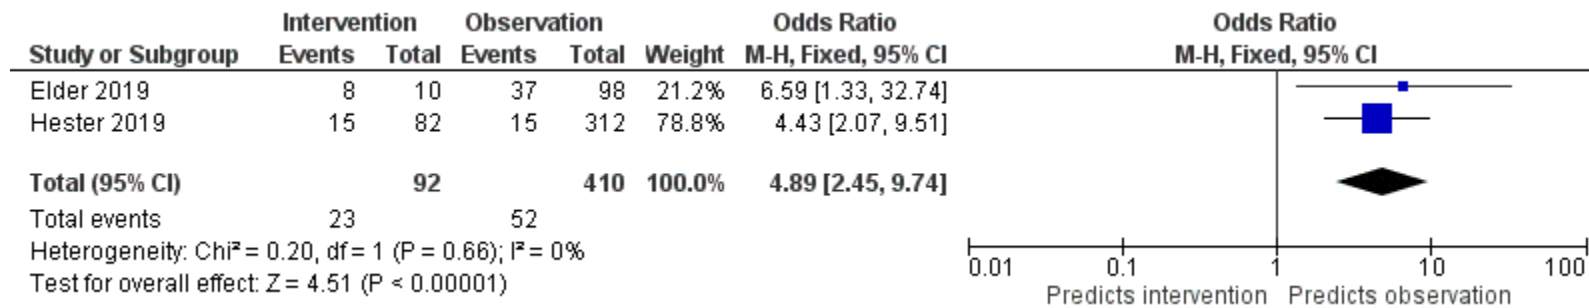 Intervention Observation Odds Ratio Odds Ratio
Study or Subgroup Events Total Events Total Weight M-H, Fixed, 95% CI M-H, Fixed, 95% CI
Elder 2019 8 10 37 98 21.2% 6.59 [1.33, 32.74]
Hester 2019 15 82 15 312 78.8% 4.43 [2.07, 9.51]
Total (95% CI) 92 410 100.0% 4.89 [2.45, 9.74]
Total events 23 52
Heterogeneity: Chi² = 0.20, df = 1 (P = 0.66); I² = 0%
Test for overall effect: Z = 4.51 (P < 0.00001)
0.01 0.1 1 10 100
Predicts intervention Predicts observation